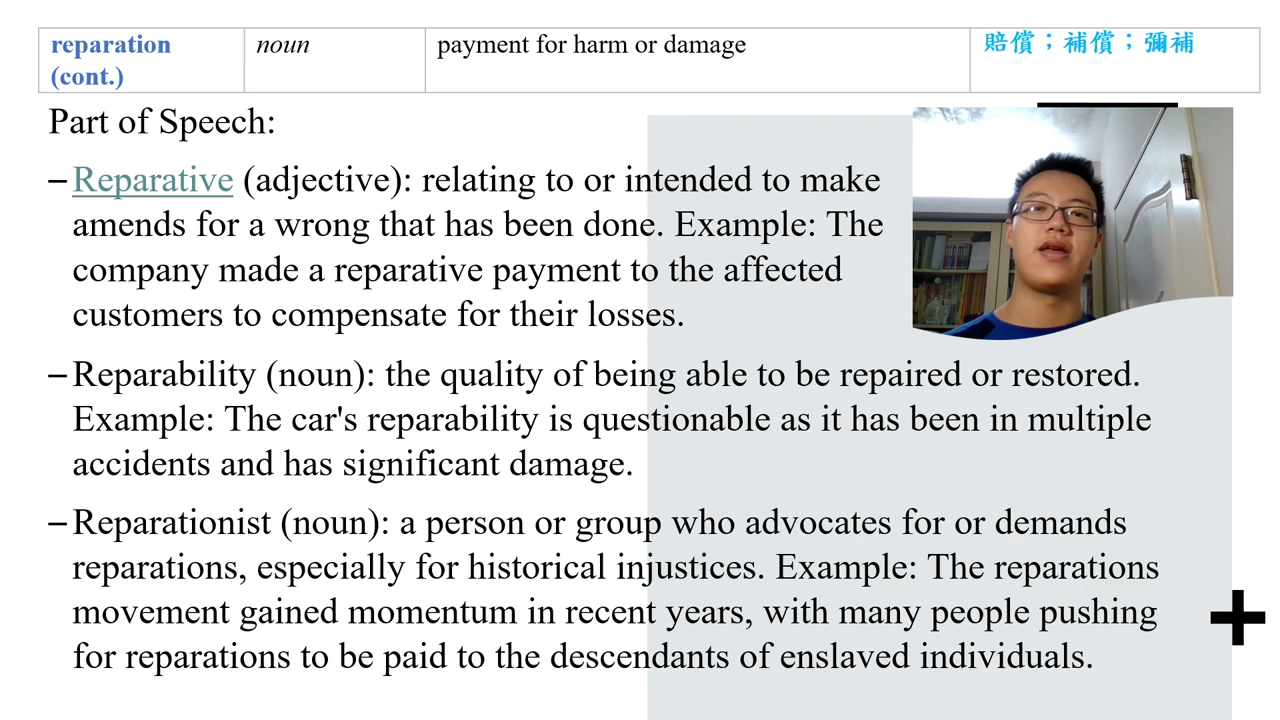 reparation noun payment for harm or damage 賠償；補償；彌補
(cont.)
Part of Speech:
–Reparative (adjective): relating to or intended to make
amends for a wrong that has been done. Example: The
company made a reparative payment to the affected
customers to compensate for their losses.
–Reparability (noun): the quality of being able to be repaired or restored.
Example: The car's reparability is questionable as it has been in multiple
accidents and has significant damage.
–Reparationist (noun): a person or group who advocates for or demands
reparations, especially for historical injustices. Example: The reparations
movement gained momentum in recent years, with many people pushing
for reparations to be paid to the descendants of enslaved individuals.